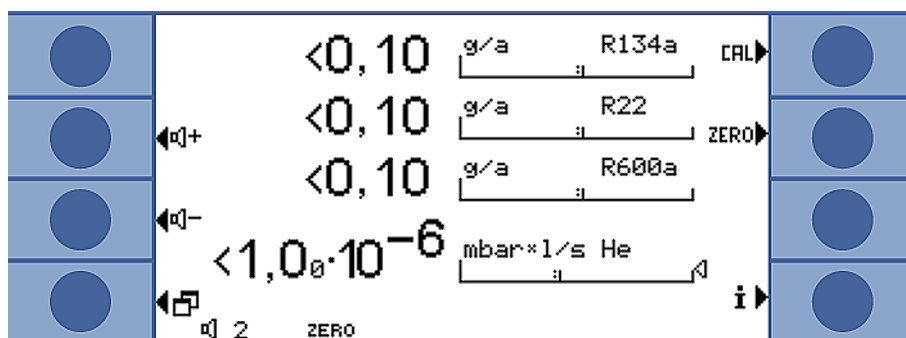 <0,10 g/a R134a CAL
<0,10 g/a R22 ZERO
+
<0,10 g/a R600a
-
<1,0₀·10⁻⁶ mbar*l/s He
i
2 ZERO